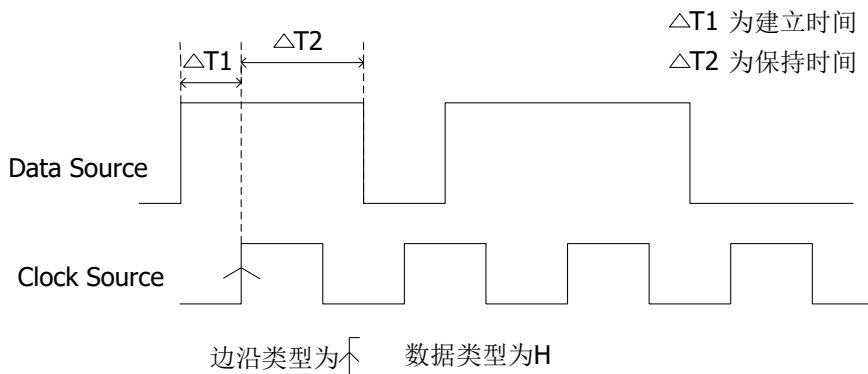 △T1 为建立时间
△T2 为保持时间
△T2
△T1
Data Source
Clock Source
边沿类型为 数据类型为H